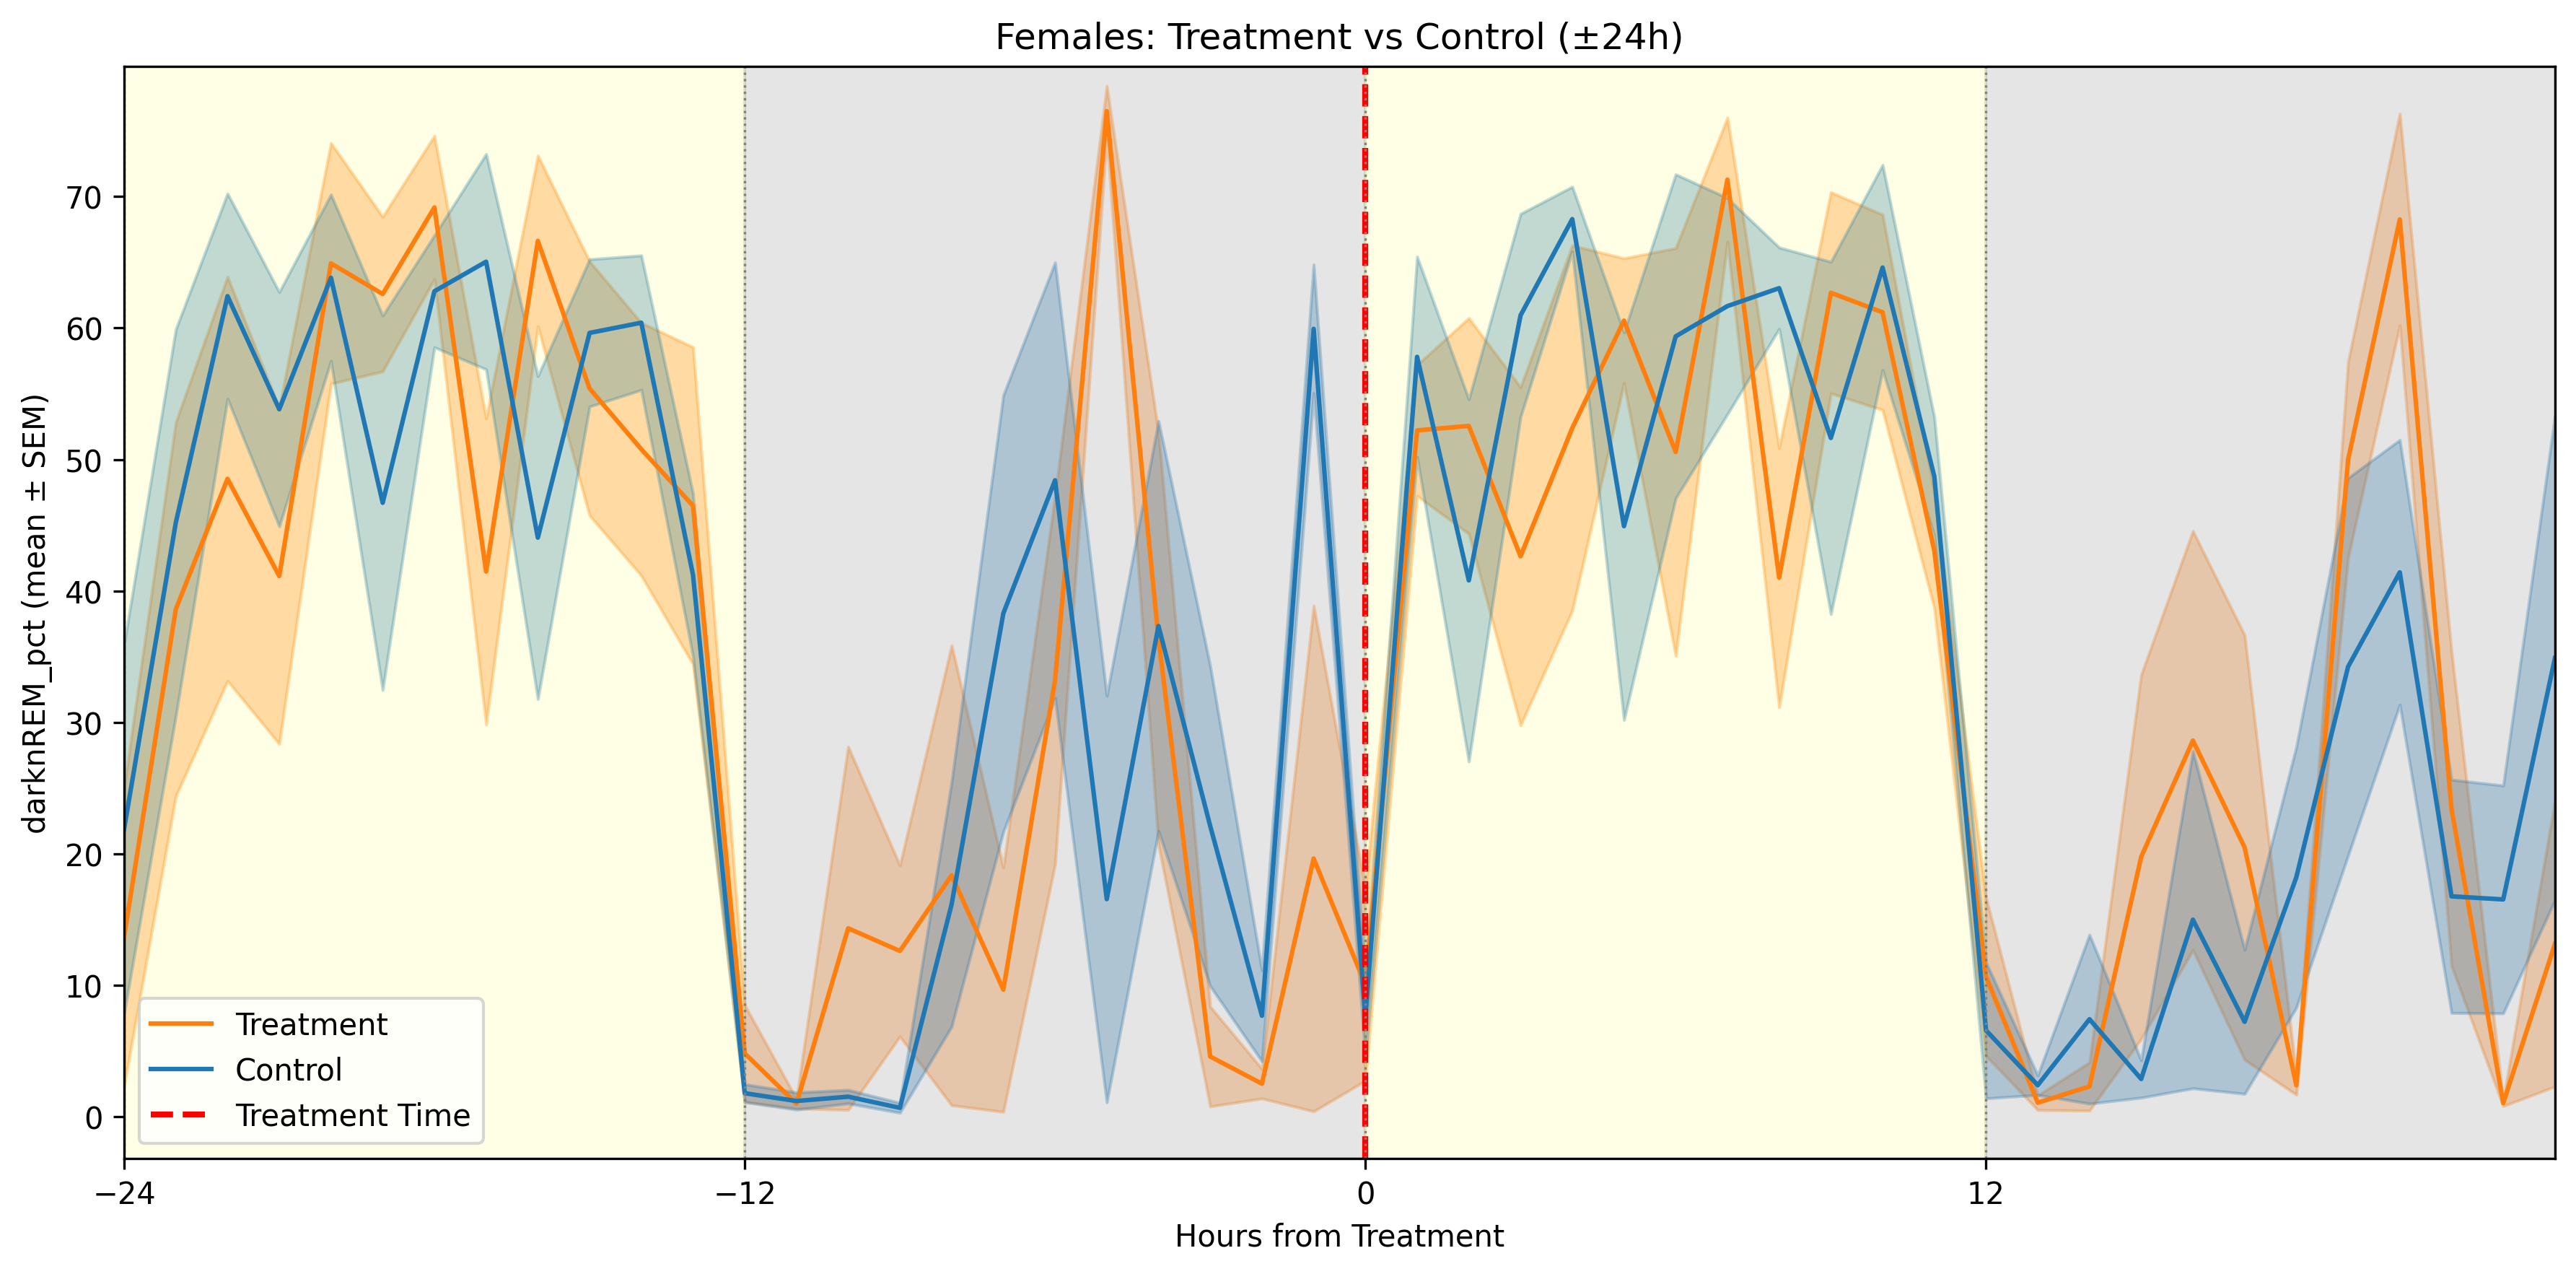 Females: Treatment vs Control (±24h)
darknREM_pct (mean ± SEM)
70
60
50
40
30
20
10
0
Treatment
Control
Treatment Time
−24
−12
0
12
Hours from Treatment